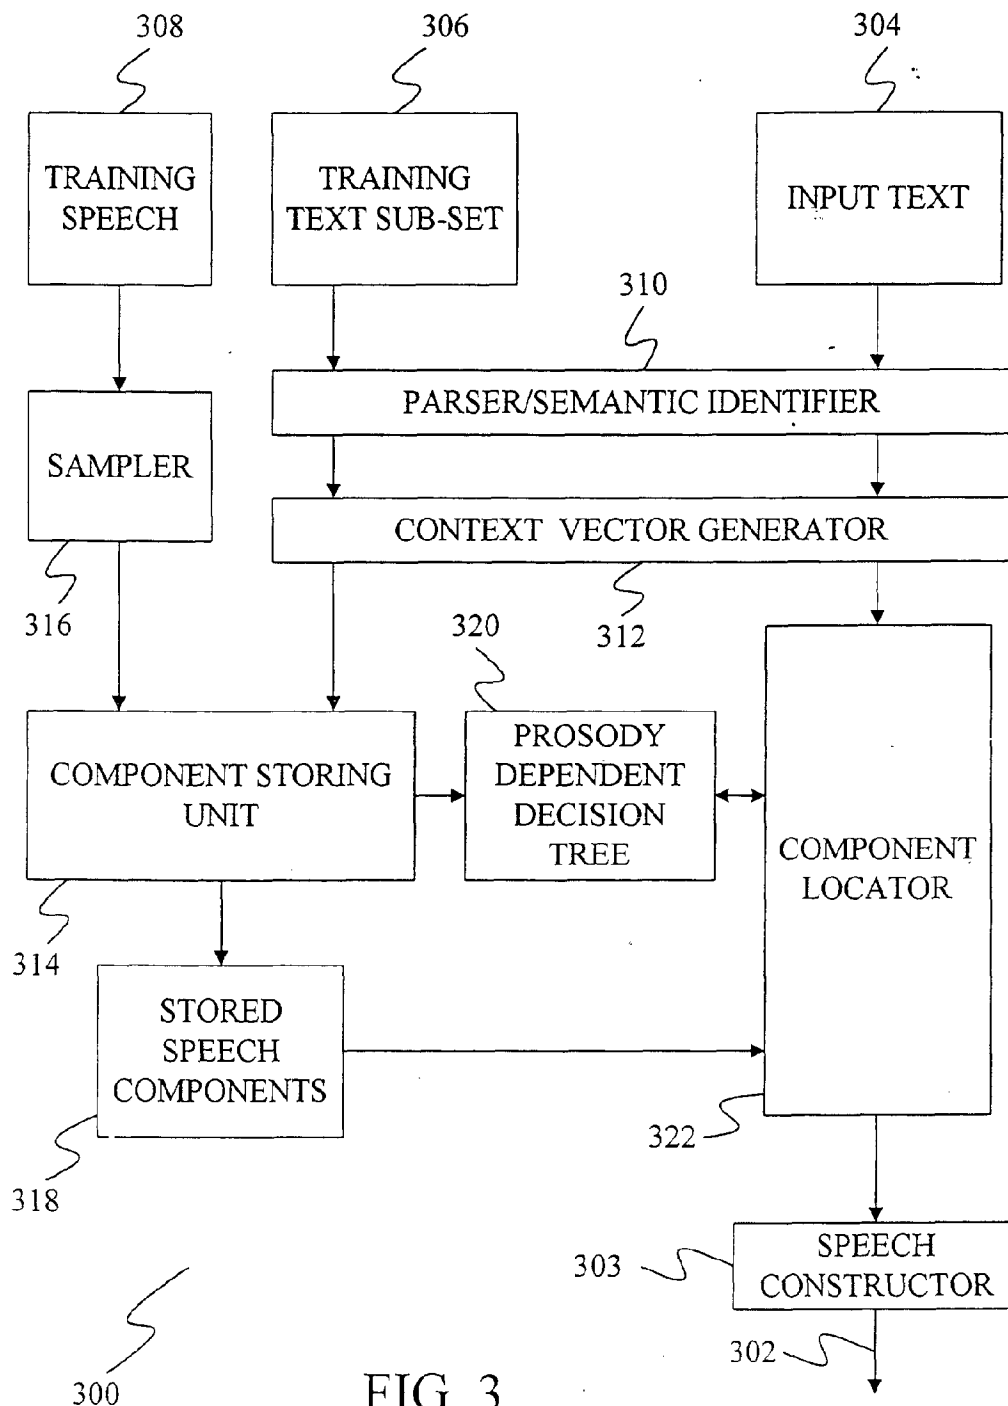 308
306
304
TRAINING
SPEECH
TRAINING
TEXT SUB-SET
INPUT TEXT
310
PARSER/SEMANTIC IDENTIFIER
SAMPLER
CONTEXT VECTOR GENERATOR
316
320
312
COMPONENT STORING
UNIT
PROSODY
DEPENDENT
DECISION
TREE
COMPONENT
LOCATOR
314
STORED
SPEECH
COMPONENTS
322
318
303
SPEECH
CONSTRUCTOR
302
300
FIG. 3